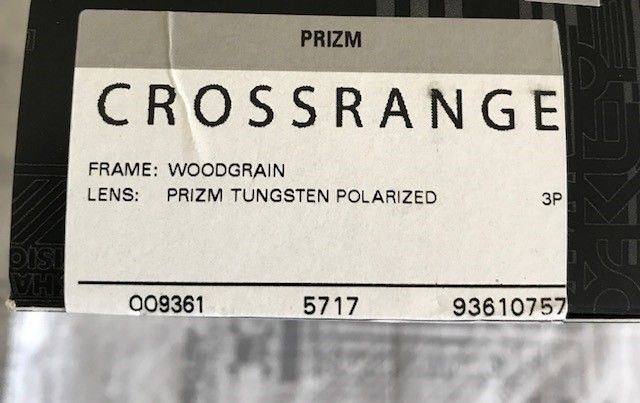 PRIZM
CROSSRANGE
FRAME: WOODGRAIN
LENS: PRIZM TUNGSTEN POLARIZED 3P
OO9361 5717 93610757